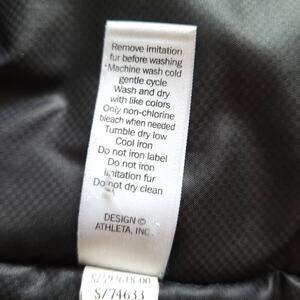 Remove imitation
fur before washing
*Machine wash cold
gentle cycle
Wash and dry
with like colors
Only non-chlorine
bleach when needed
Tumble dry low
Cool iron
Do not iron label
Do not iron
imitation fur
Do not dry clean
DESIGN ©
ATHLETA, INC.
S/74633